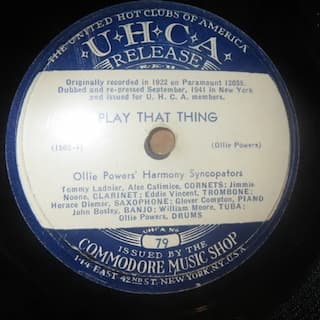 THE UNITED HOT CLUBS OF AMERICA
U·H·C·A
RELEASE
Originally recorded in 1922 on Paramount 12059.
Dubbed and re-pressed September, 1941 in New York
and issued for U. H. C. A. members.
PLAY THAT THING
(Ollie Powers)
Ollie Powers' Harmony Syncopators
Tommy Ladnier, Alec Calimice, CORNETS; Jimmie
Noone, CLARINET; Eddie Vincent, TROMBONE;
Horace Diemer, SAXOPHONE; Glover Compton, PIANO
John Basley, BANJO; William Moore, TUBA;
Ollie Powers, DRUMS
UHCA NO
79
ISSUED BY THE
COMMODORE MUSIC SHOP
144 EAST 42ND ST. NEW YORK, N.Y. U.S.A.